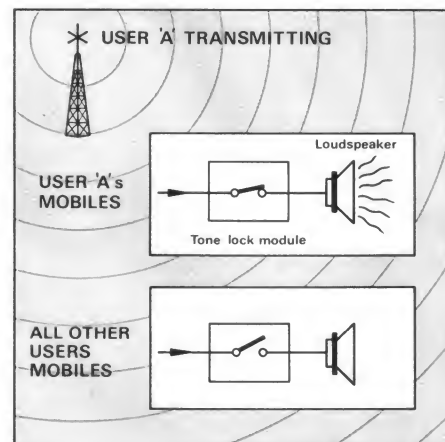 USER 'A' TRANSMITTING
Loudspeaker
USER 'A's
MOBILES
Tone lock module
ALL OTHER
USERS
MOBILES